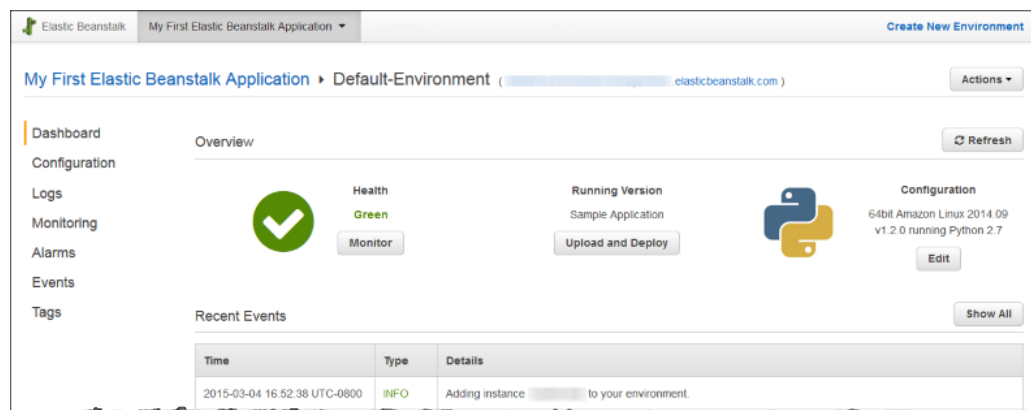 Elastic Beanstalk My First Elastic Beanstalk Application Create New Environment
My First Elastic Beanstalk Application Default-Environment ( .elasticbeanstalk.com ) Actions
Dashboard
Configuration
Logs
Monitoring
Alarms
Events
Tags
Overview Refresh
Health
Green
Monitor
Running Version
Sample Application
Upload and Deploy
Configuration
64bit Amazon Linux 2014.09
v1.2.0 running Python 2.7
Edit
Recent Events Show All
Time Type Details
2015-03-04 16:52:38 UTC-0800 INFO Adding instance to your environment.